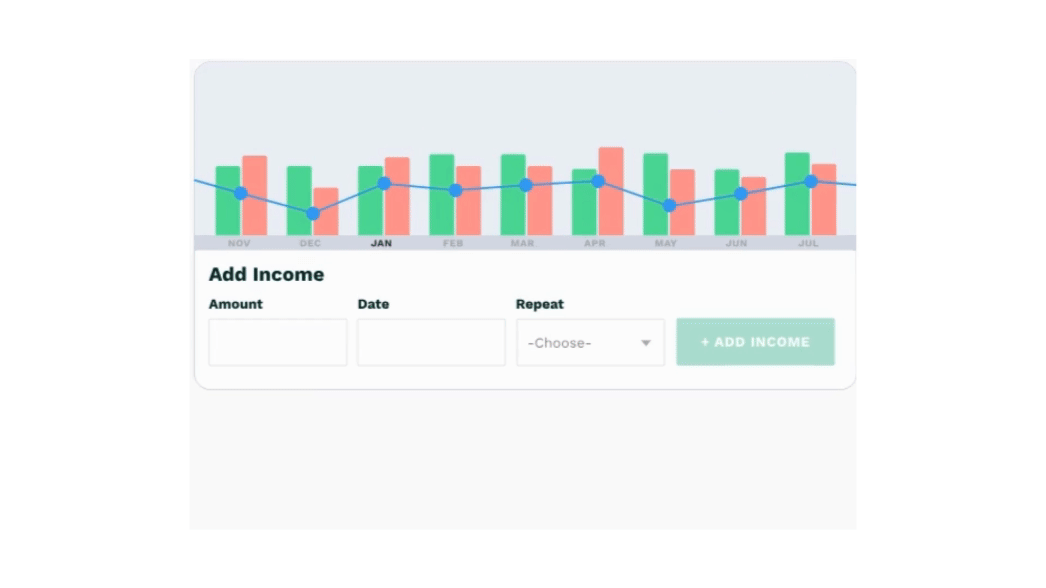 NOV DEC JAN FEB MAR APR MAY JUN JUL
Add Income
Amount Date Repeat
-Choose- + ADD INCOME